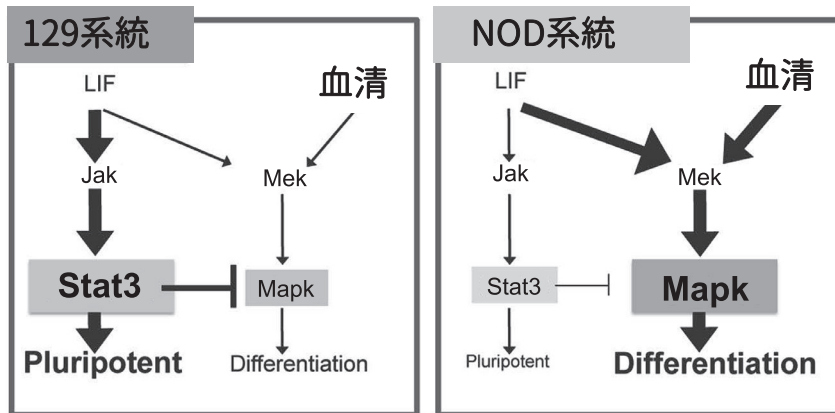 129系統
LIF
血清
Jak
Mek
Stat3
Mapk
Pluripotent
Differentiation
NOD系統
LIF
血清
Jak
Mek
Stat3
Mapk
Pluripotent
Differentiation